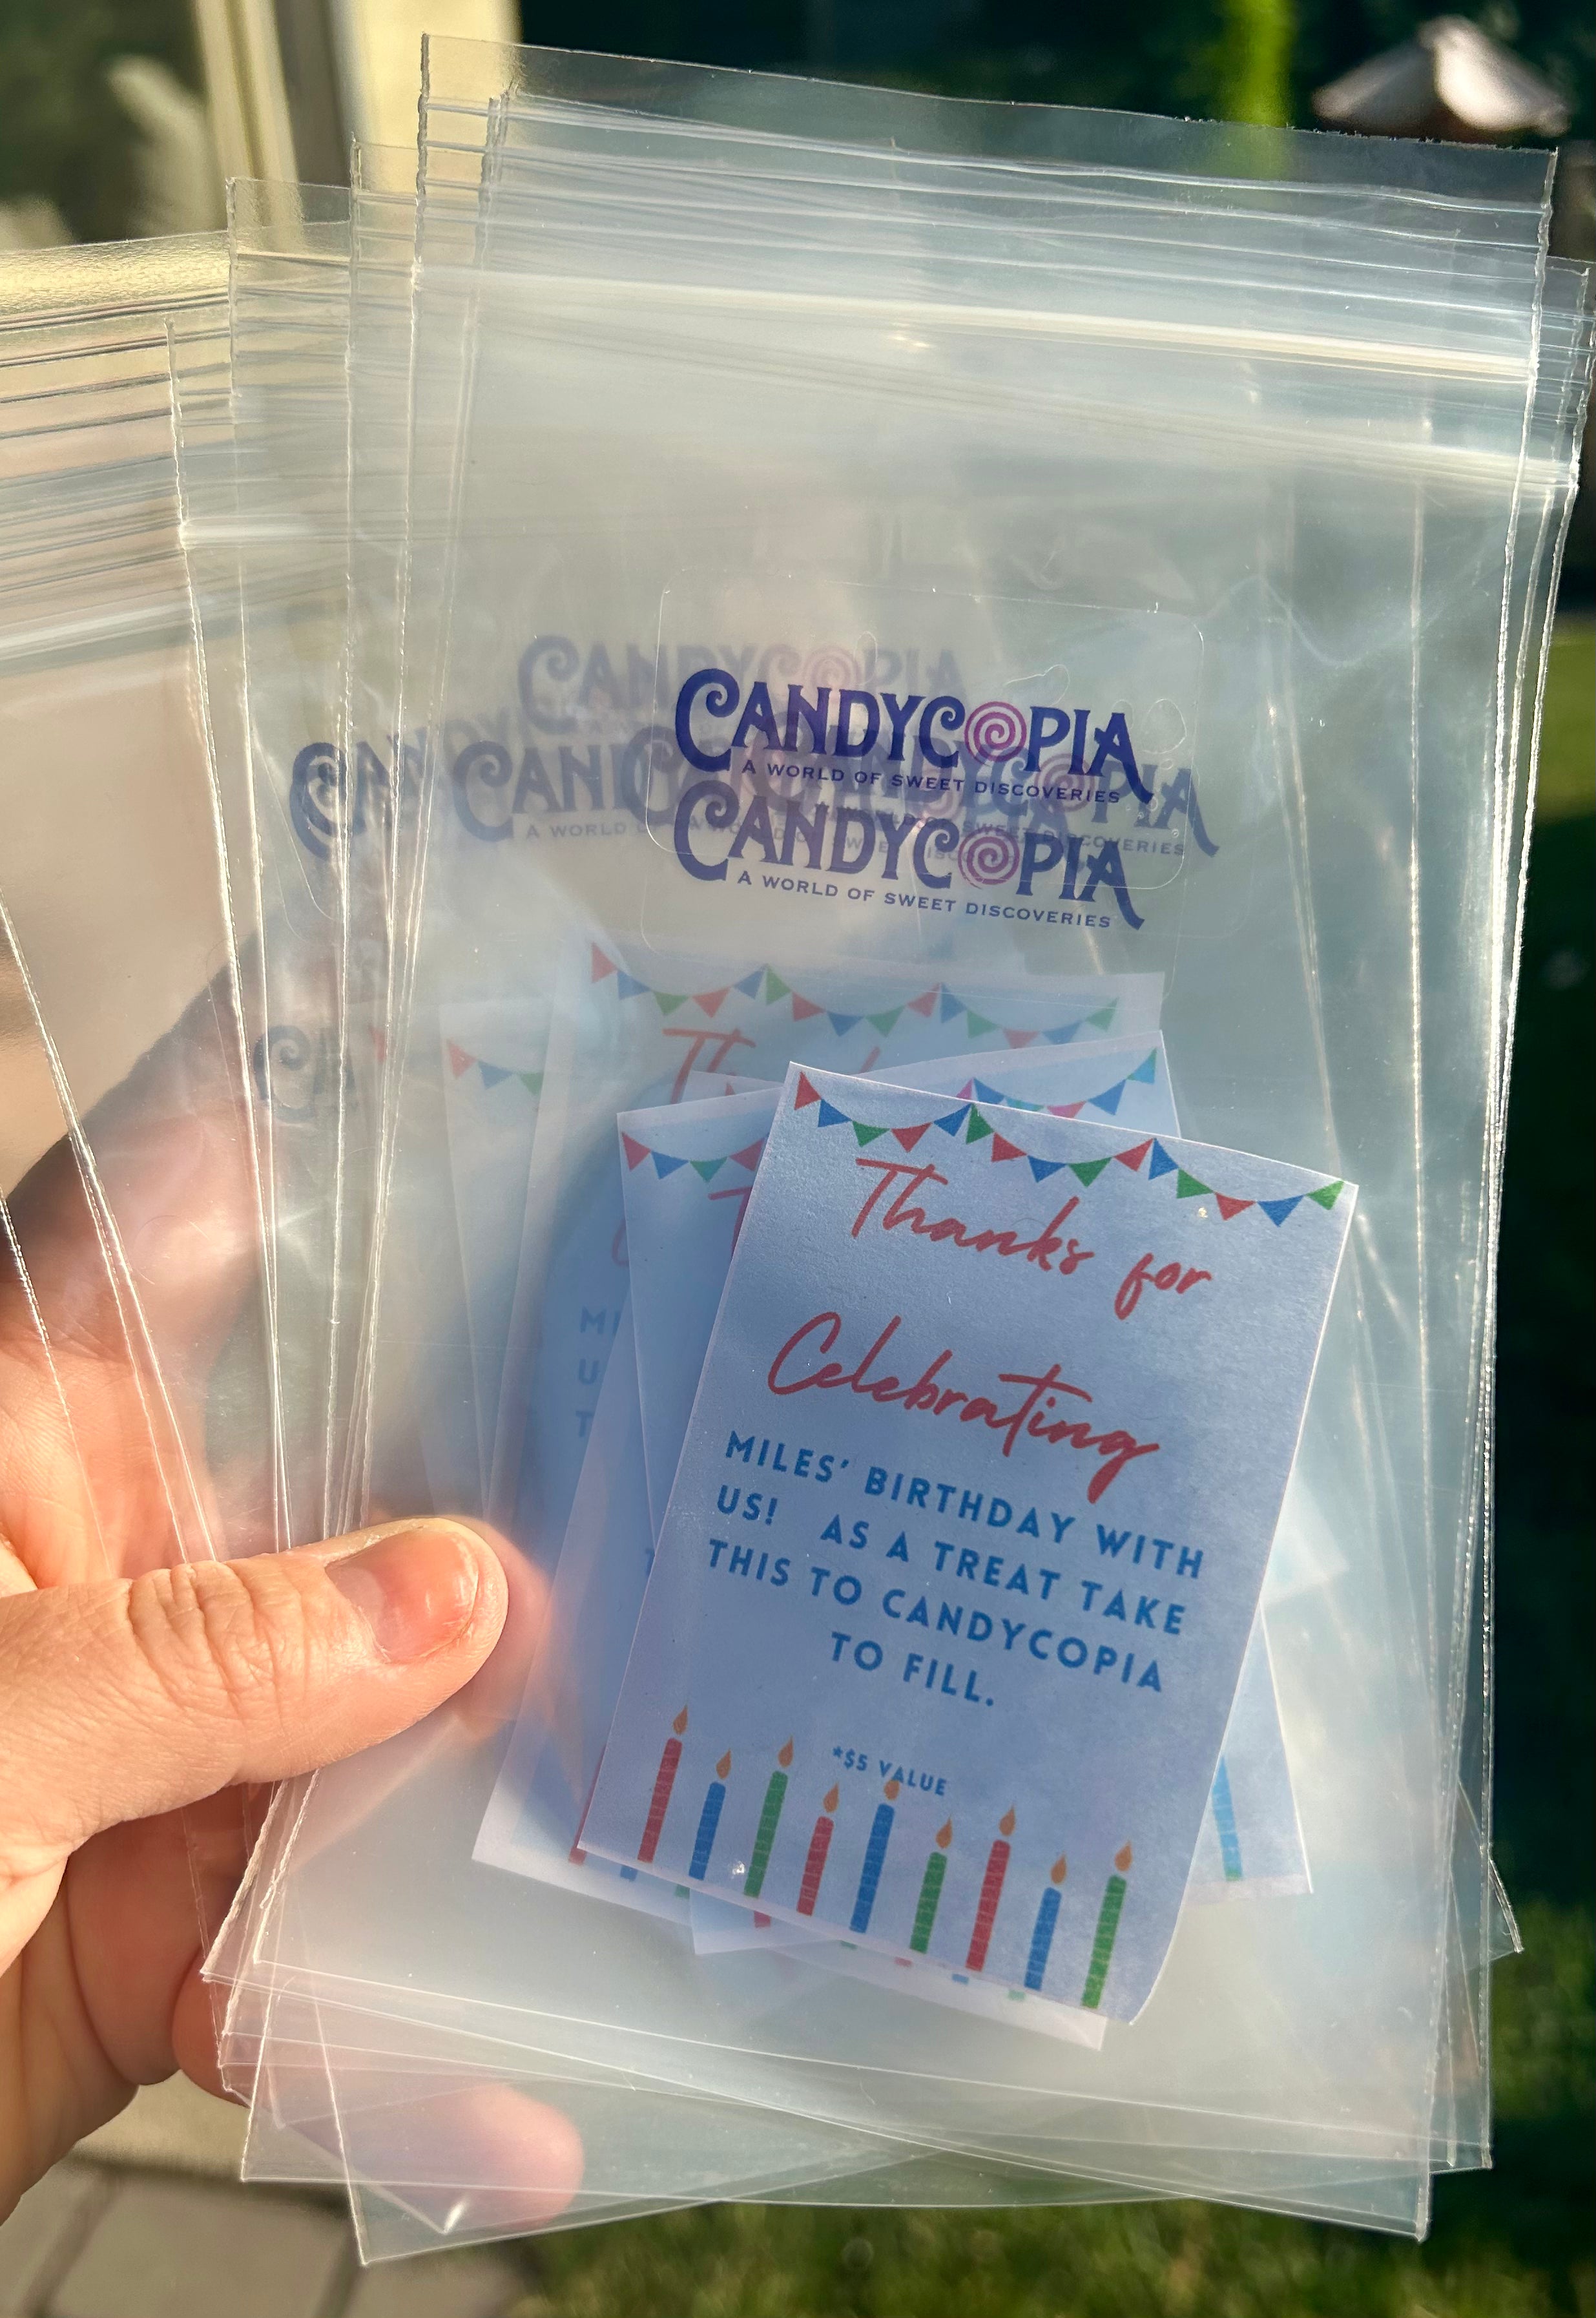 CANDYCOPIA
CANDYCOPIA
A WORLD OF SWEET DISCOVERIES
CANDYCOPIA
A WORLD OF SWEET DISCOVERIES
Thanks for
Celebrating
MILES' BIRTHDAY WITH
US! AS A TREAT TAKE
THIS TO CANDYCOPIA
TO FILL.
*$5 VALUE